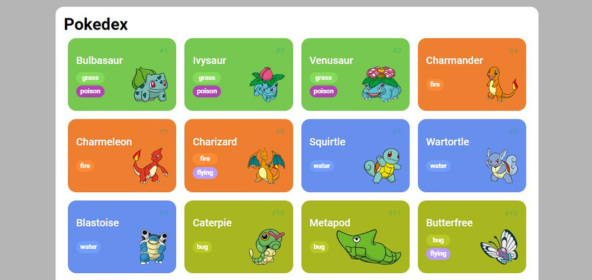 Pokedex
#1
Bulbasaur
grass
poison
#2
Ivysaur
grass
poison
#3
Venusaur
grass
poison
#4
Charmander
fire
#5
Charmeleon
fire
#6
Charizard
fire
flying
#7
Squirtle
water
#8
Wartortle
water
#9
Blastoise
water
#10
Caterpie
bug
#11
Metapod
bug
#12
Butterfree
bug
flying